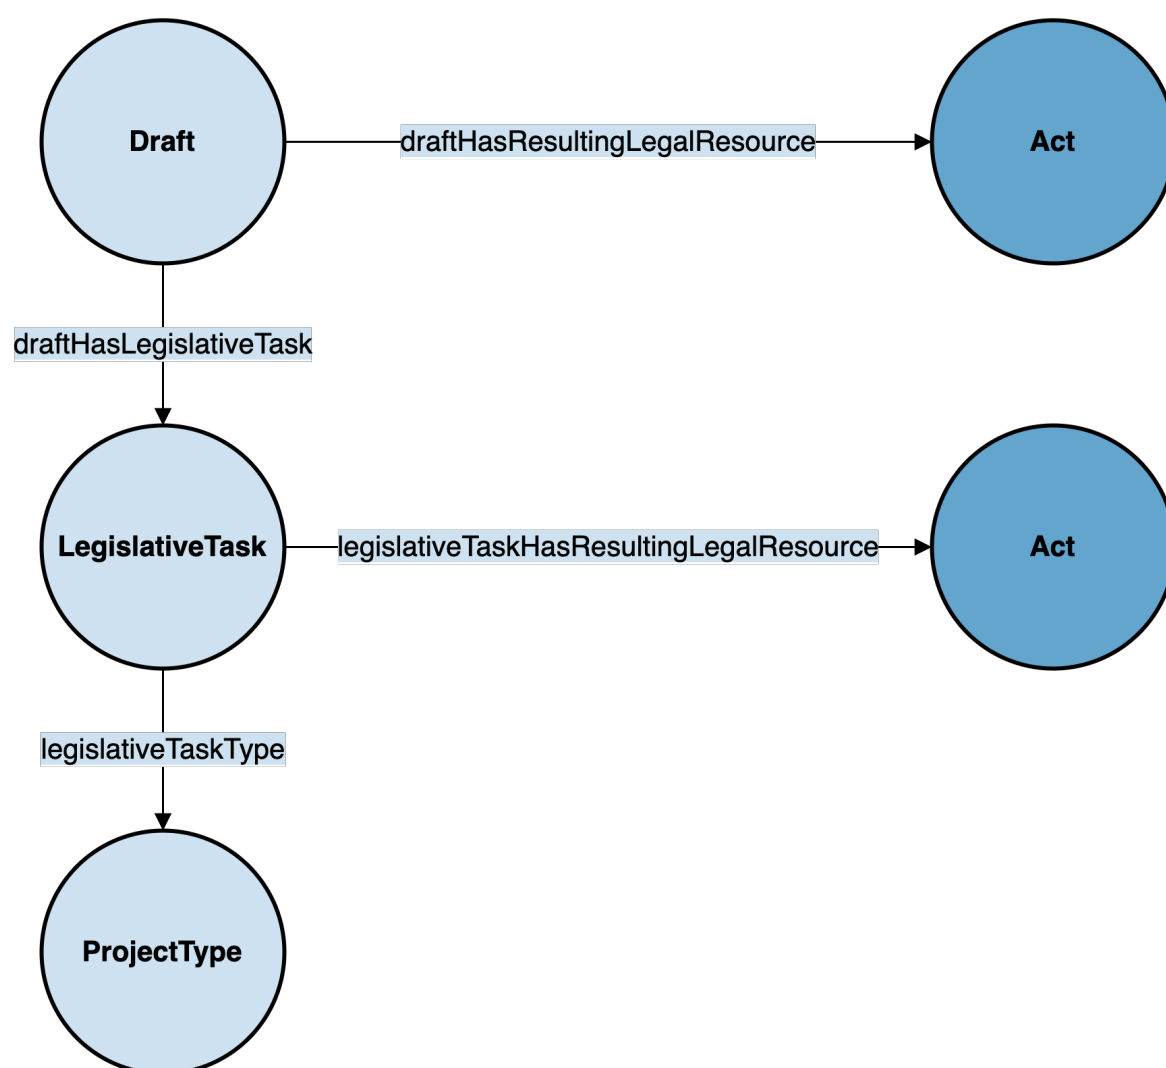 Draft
draftHasResultingLegalResource
Act
draftHasLegislativeTask
LegislativeTask
legislativeTaskHasResultingLegalResource
Act
legislativeTaskType
ProjectType